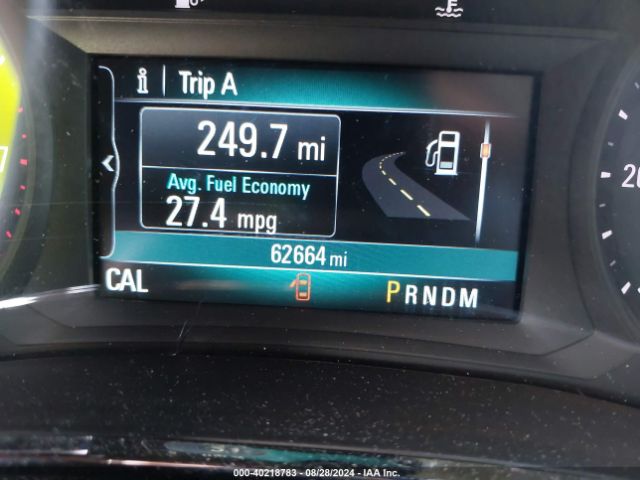 F
i | Trip A
249.7 mi
Avg. Fuel Economy
27.4 mpg
62664 mi
CAL
PRNDM
20
000-40218783 - 08/28/2024 - IAA Inc.